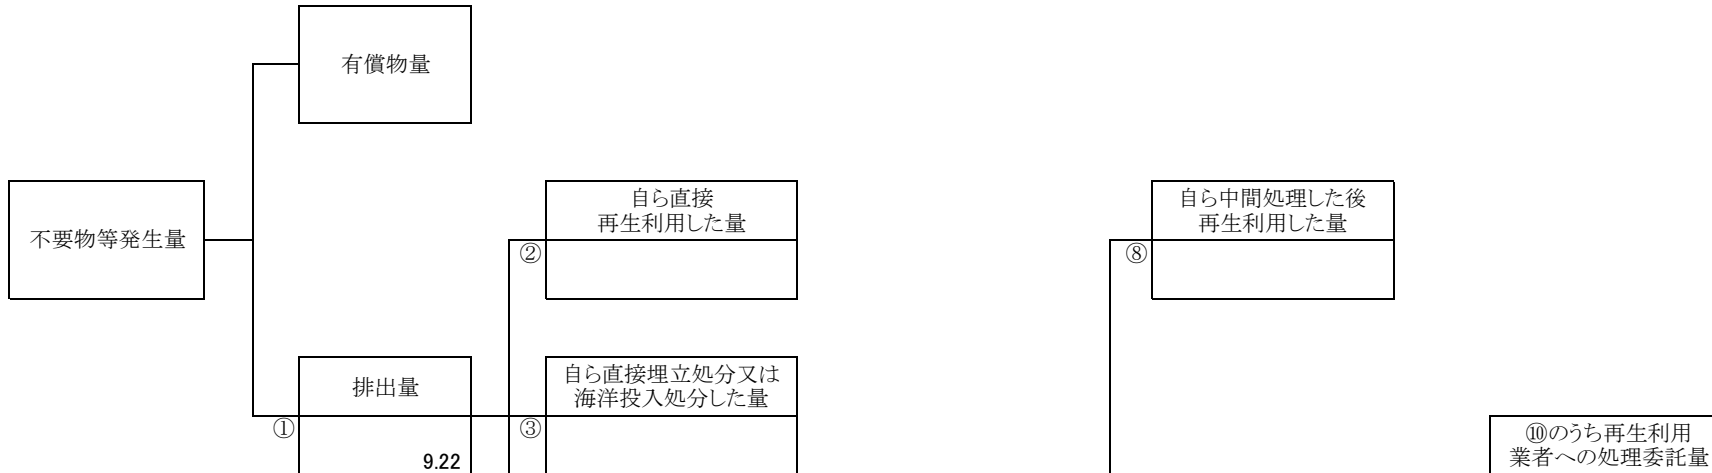 有償物量
不要物等発生量
自ら直接
再生利用した量
②
自ら中間処理した後
再生利用した量
⑧
排出量
①
9.22
自ら直接埋立処分又は
海洋投入処分した量
③
⑩のうち再生利用
業者への処理委託量